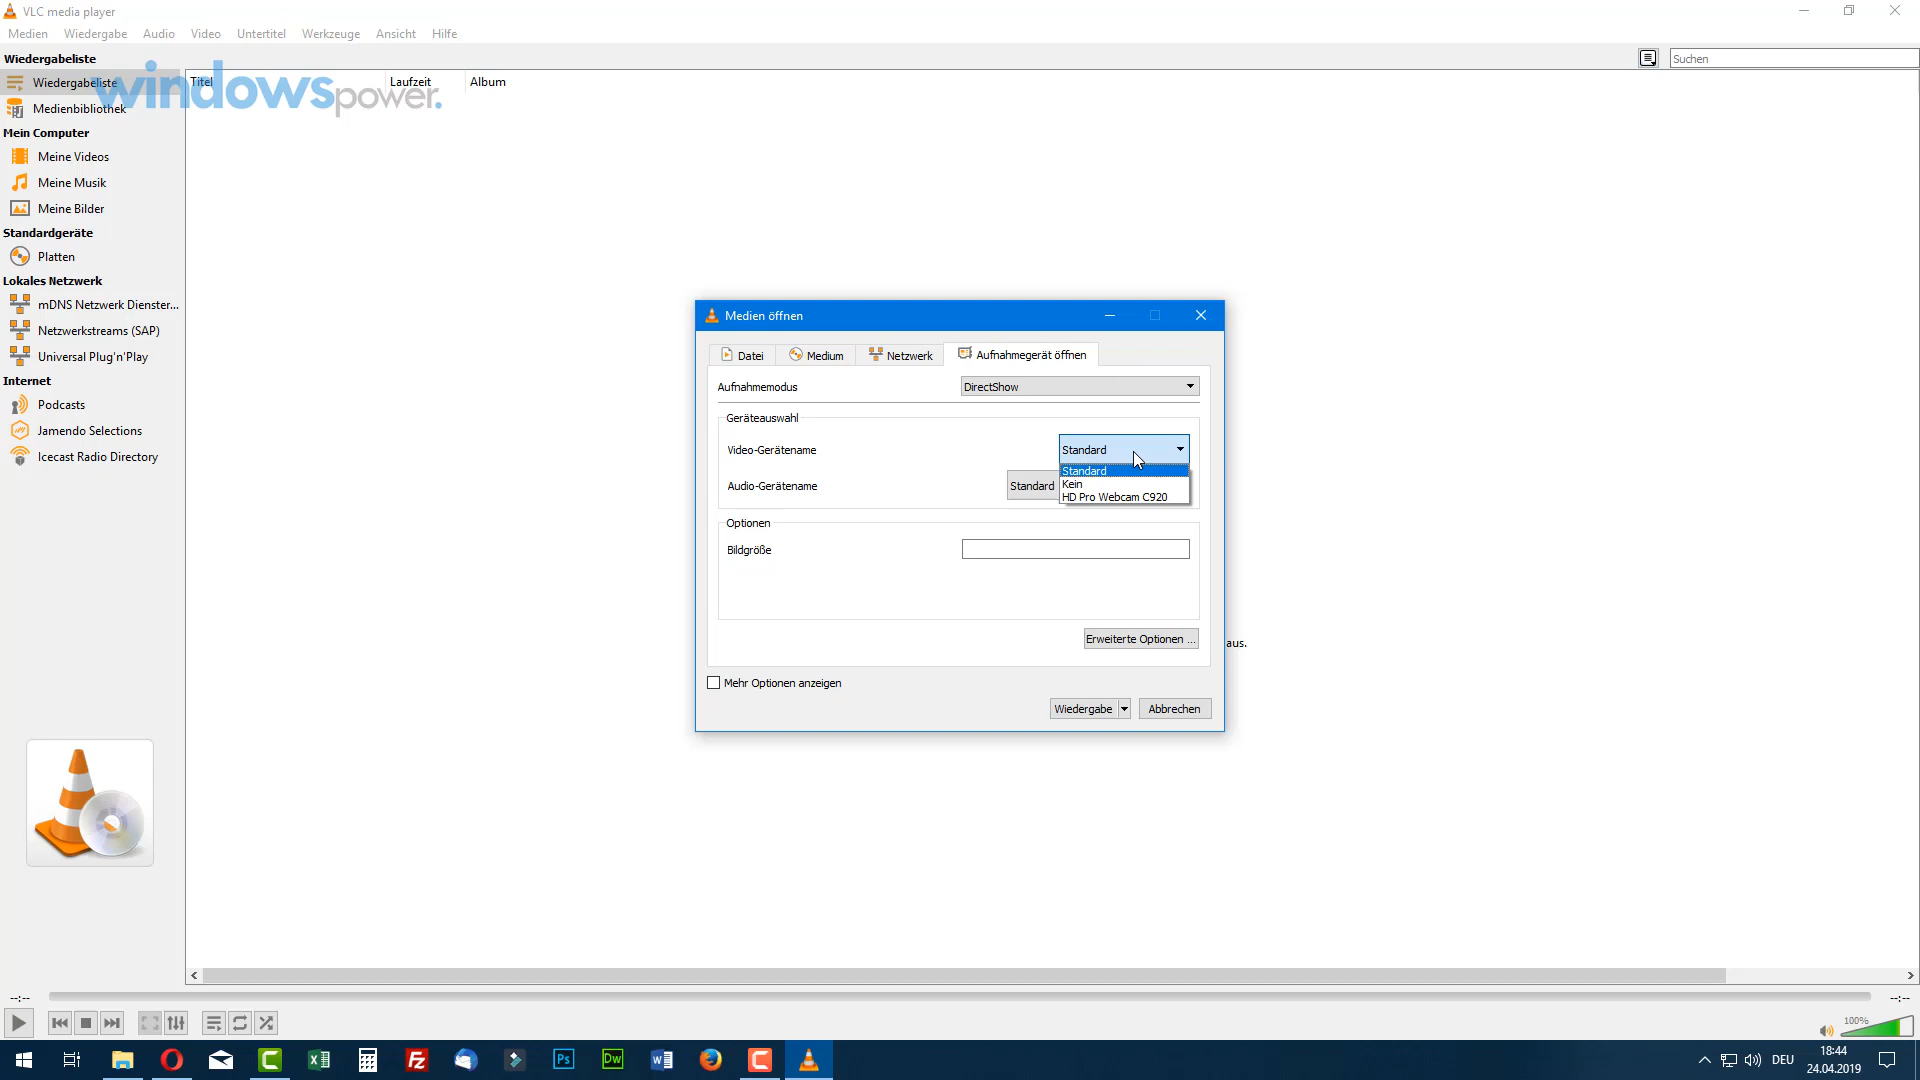 VLC media player
Medien Wiedergabe Audio Video Untertitel Werkzeuge Ansicht Hilfe
Wiedergabeliste
Suchen
Wiedergabeliste
Titel Laufzeit Album
windowspower.
Medienbibliothek
Mein Computer
Meine Videos
Meine Musik
Meine Bilder
Standardgeräte
Platten
Lokales Netzwerk
mDNS Netzwerk Dienster...
Netzwerkstreams (SAP)
Universal Plug'n'Play
Internet
Podcasts
Jamendo Selections
Icecast Radio Directory
Medien öffnen
Datei Medium Netzwerk Aufnahmegerät öffnen
Aufnahmemodus DirectShow
Geräteauswahl
Video-Gerätename Standard
Standard
Kein
HD Pro Webcam C920
Audio-Gerätename Standard
Optionen
Bildgröße
Erweiterte Optionen ...
aus.
Mehr Optionen anzeigen
Wiedergabe Abbrechen
--:-- --:--
100%
Ps Dw
DEU
18:44
24.04.2019